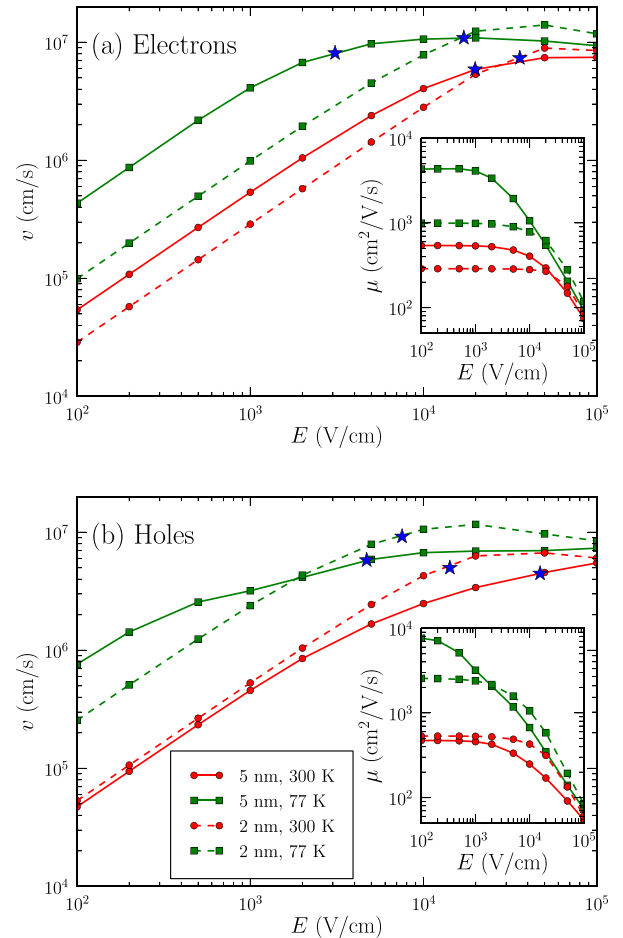 (a) Electrons
10^7
10^6
10^5
10^4
v (cm/s)
10^2 10^3 10^4 10^5
E (V/cm)
10^4
10^3
10^2
μ (cm^2/V/s)
10^2 10^3 10^4 10^5
E (V/cm)
(b) Holes
10^7
10^6
10^5
10^4
v (cm/s)
10^2 10^3 10^4 10^5
E (V/cm)
10^4
10^3
10^2
μ (cm^2/V/s)
10^2 10^3 10^4 10^5
E (V/cm)
5 nm, 300 K
5 nm, 77 K
2 nm, 300 K
2 nm, 77 K